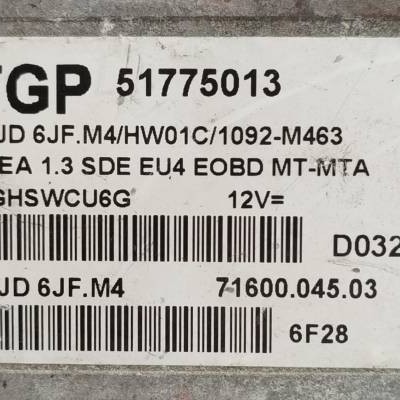 FGP 51775013
JD 6JF.M4/HW01C/1092-M463
EA 1.3 SDE EU4 EOBD MT-MTA
GHSWCU6G 12V=
D032
JD 6JF.M4 71600.045.03
6F28